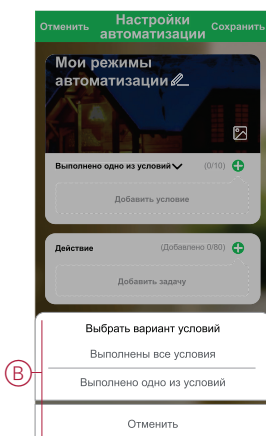 Отменить
Настройки
автоматизации
Сохранить
Мои режимы
автоматизации
Выполнено одно из условий
(0/10)
Добавить условие
Действие
(Добавлено 0/80)
Добавить задачу
B
Выбрать вариант условий
Выполнены все условия
Выполнено одно из условий
Отменить